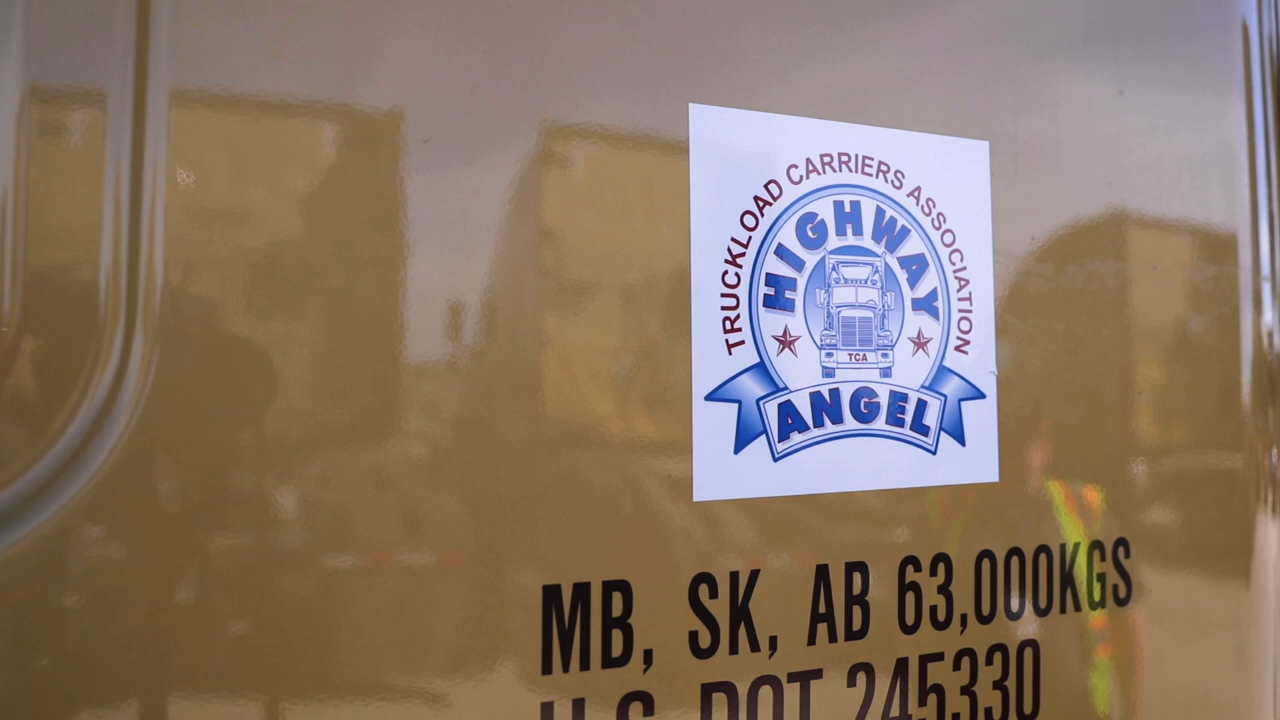 TRUCKLOAD CARRIERS ASSOCIATION
HIGHWAY
TCA
ANGEL
MB, SK, AB 63,000KGS
U.S. DOT 245330